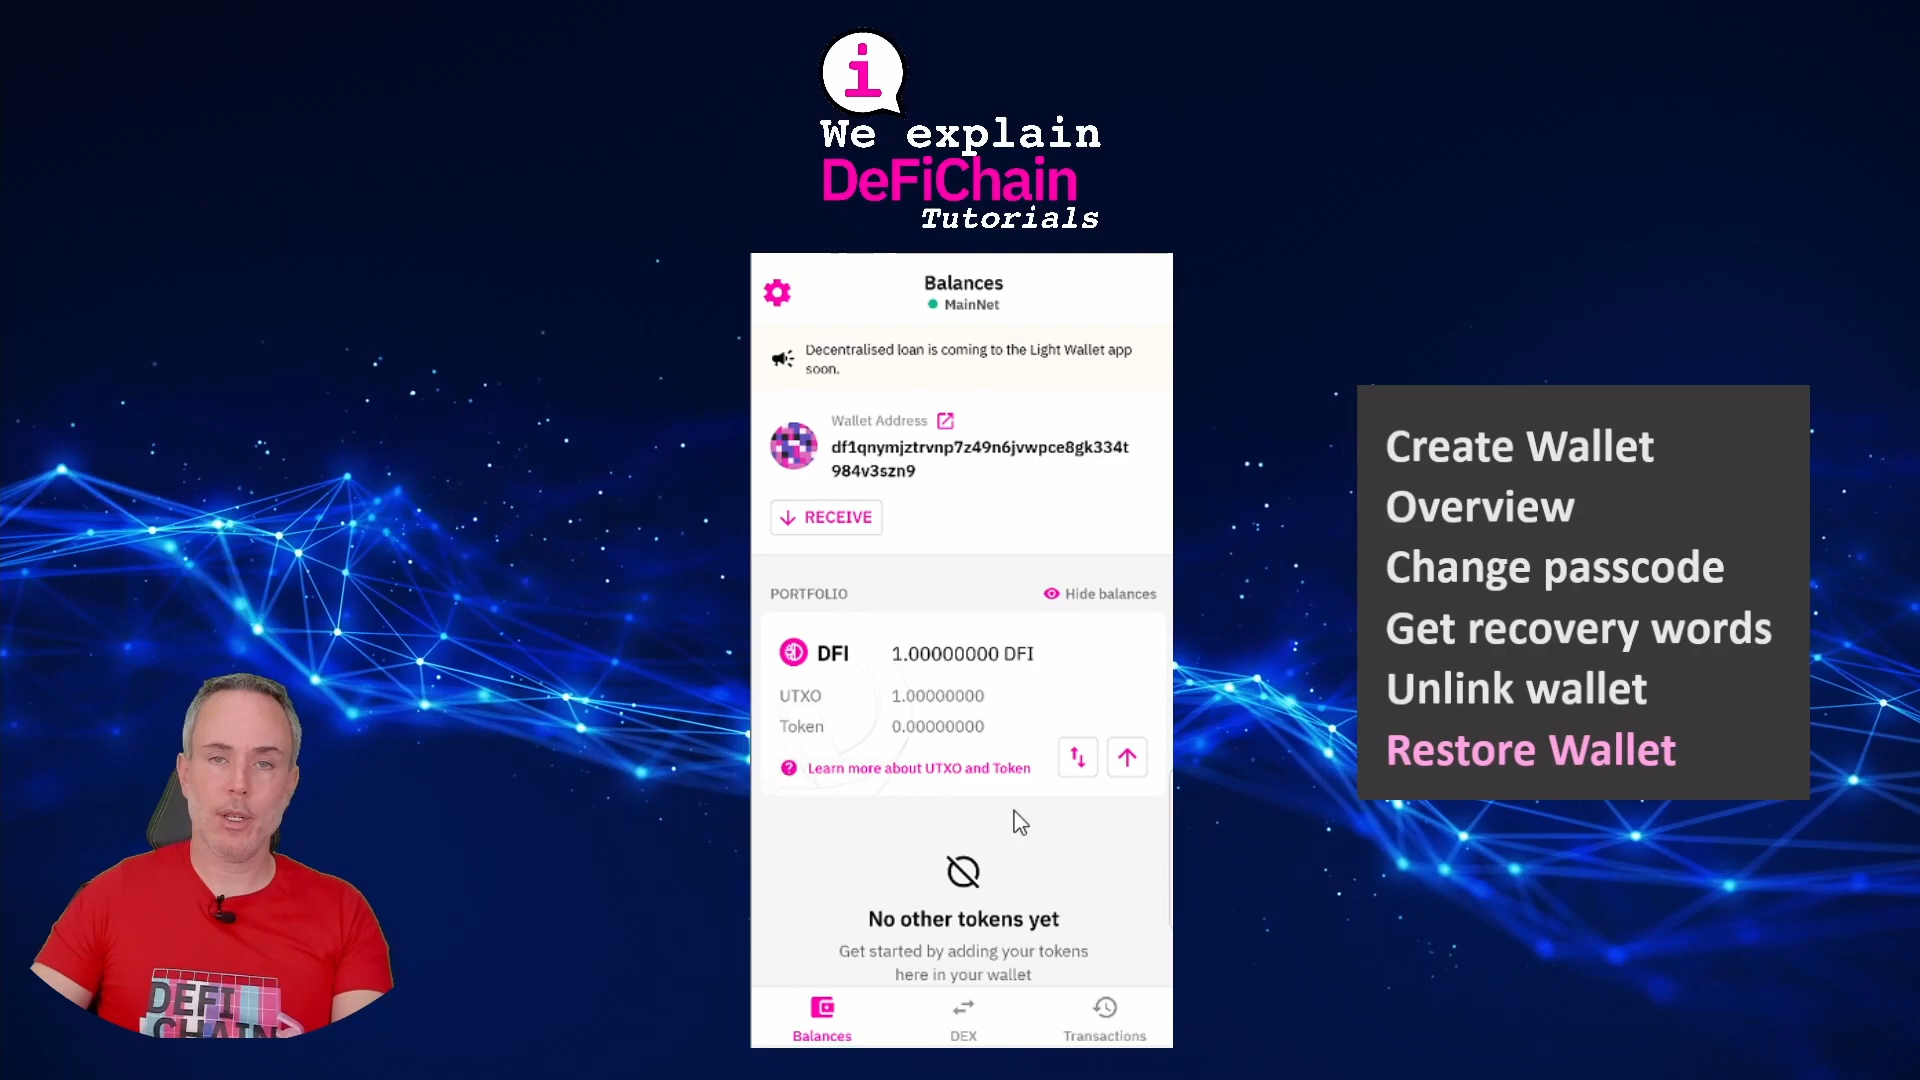 i
We explain
DeFiChain
Tutorials
Balances
MainNet
Decentralised loan is coming to the Light Wallet app
soon.
Wallet Address
df1qnymjztrvnp7z49n6jvwpce8gk334t
984v3szn9
RECEIVE
PORTFOLIO
Hide balances
DFI 1.00000000 DFI
UTXO 1.00000000
Token 0.00000000
? Learn more about UTXO and Token
No other tokens yet
Get started by adding your tokens
here in your wallet
Balances
DEX
Transactions
Create Wallet
Overview
Change passcode
Get recovery words
Unlink wallet
Restore Wallet
DEFI
CHAIN